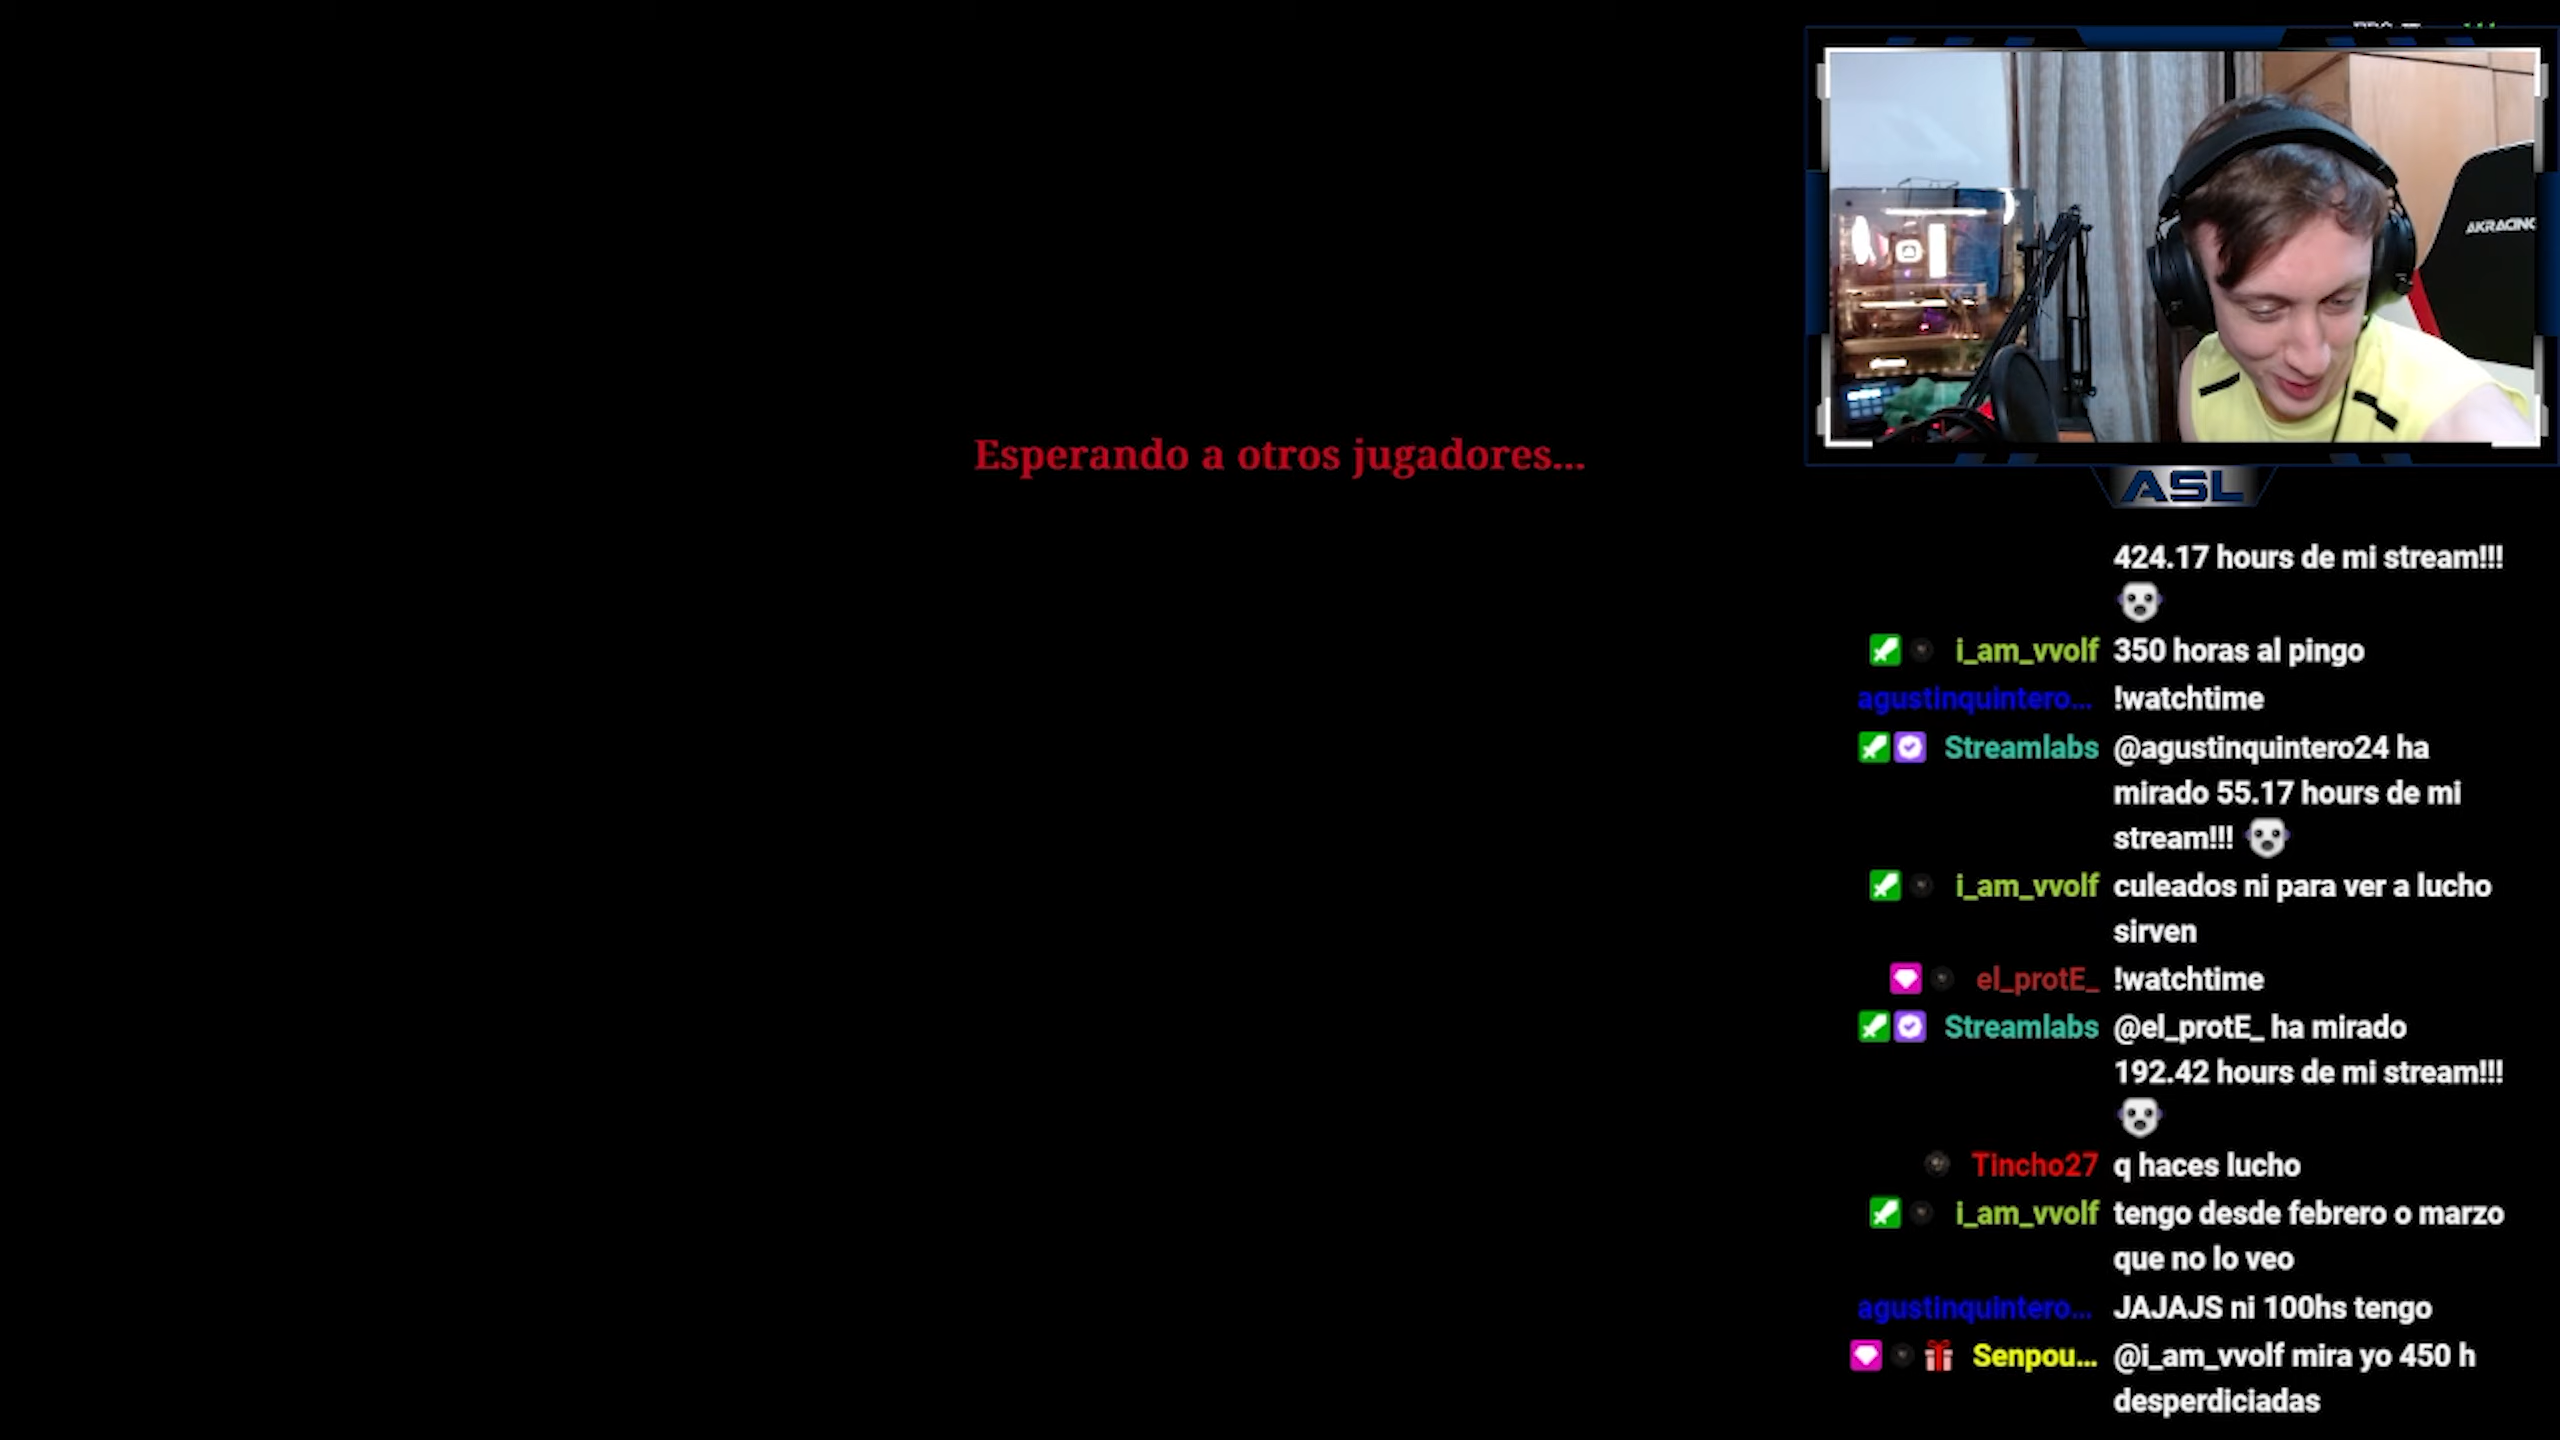 AKRACING
Esperando a otros jugadores...
ASL
424.17 hours de mi stream!!!
i_am_vvolf 350 horas al pingo
agustinquintero... !watchtime
Streamlabs @agustinquintero24 ha
mirado 55.17 hours de mi
stream!!!
i_am_vvolf culeados ni para ver a lucho
sirven
el_protE_ !watchtime
Streamlabs @el_protE_ ha mirado
192.42 hours de mi stream!!!
Tincho27 q haces lucho
i_am_vvolf tengo desde febrero o marzo
que no lo veo
agustinquintero... JAJAJS ni 100hs tengo
Senpou... @i_am_vvolf mira yo 450 h
desperdiciadas